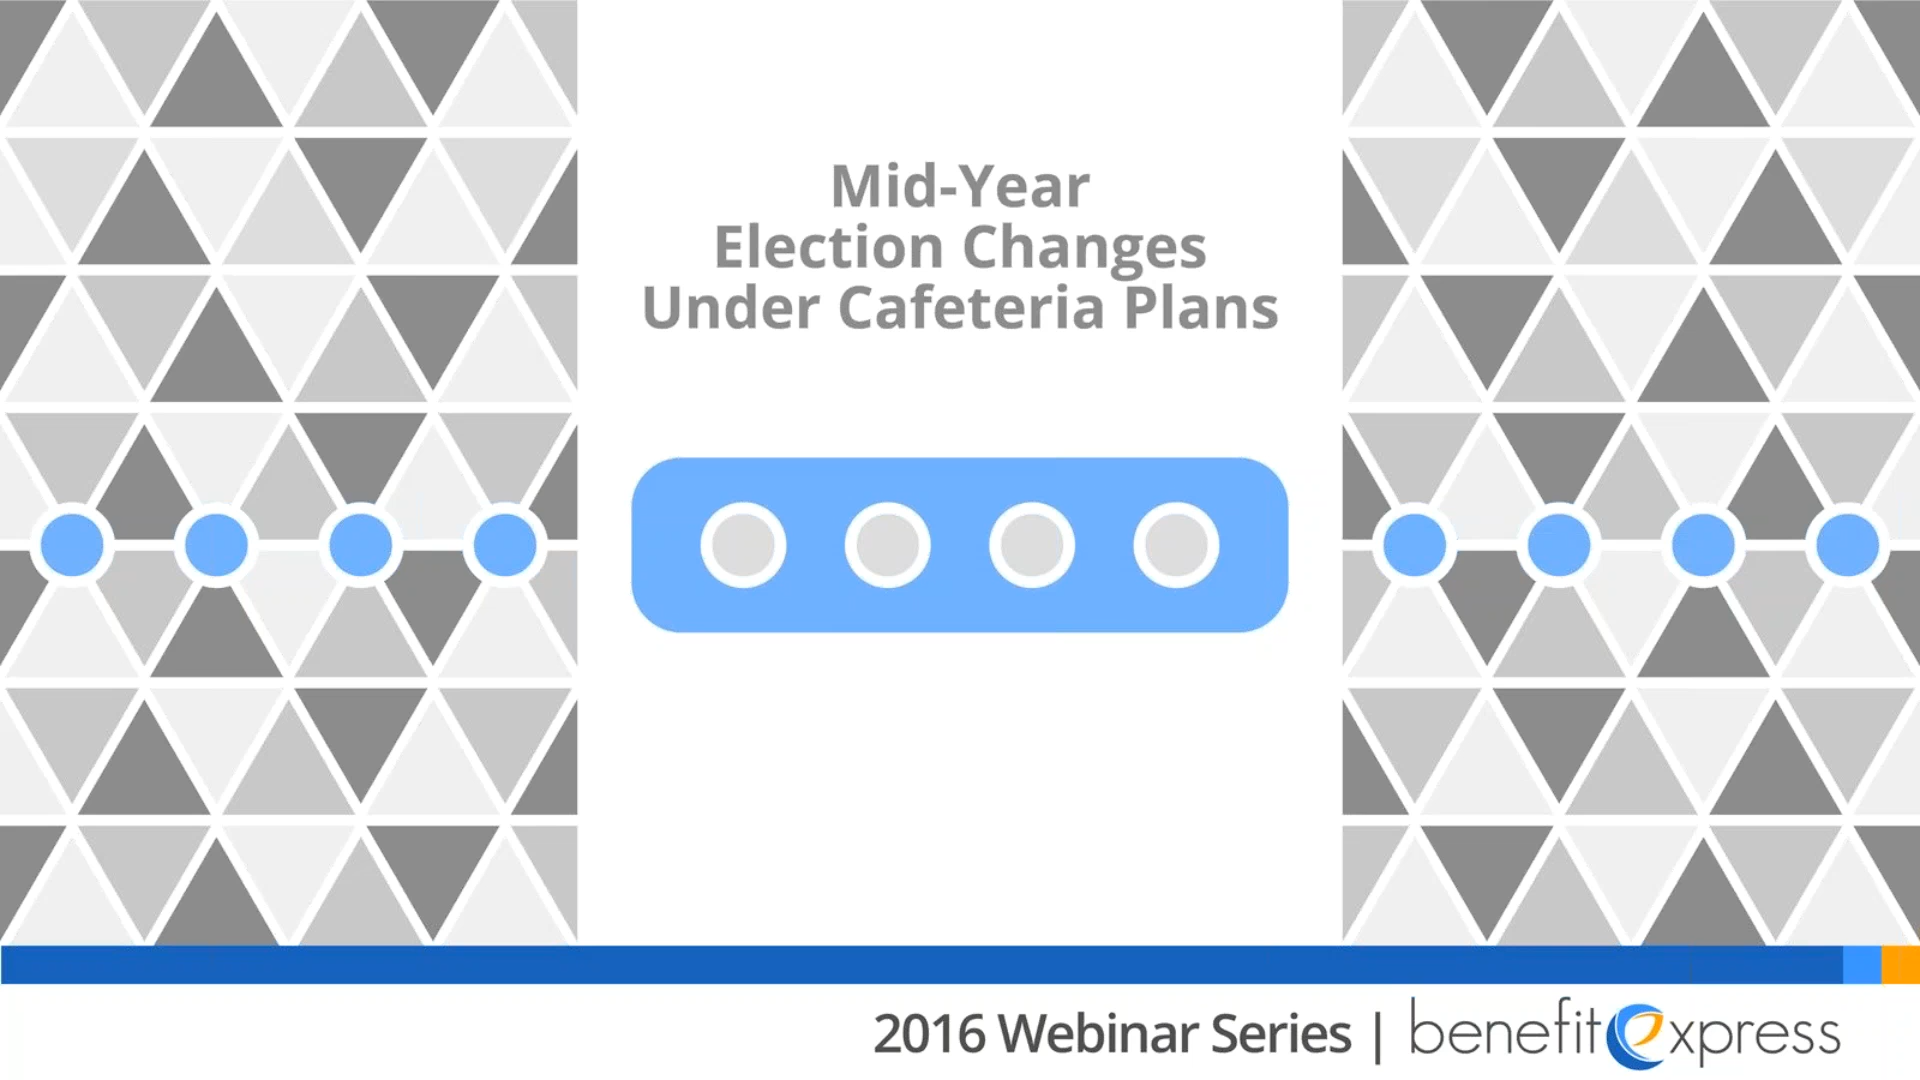 Mid-Year
Election Changes
Under Cafeteria Plans
2016 Webinar Series | benefitexpress